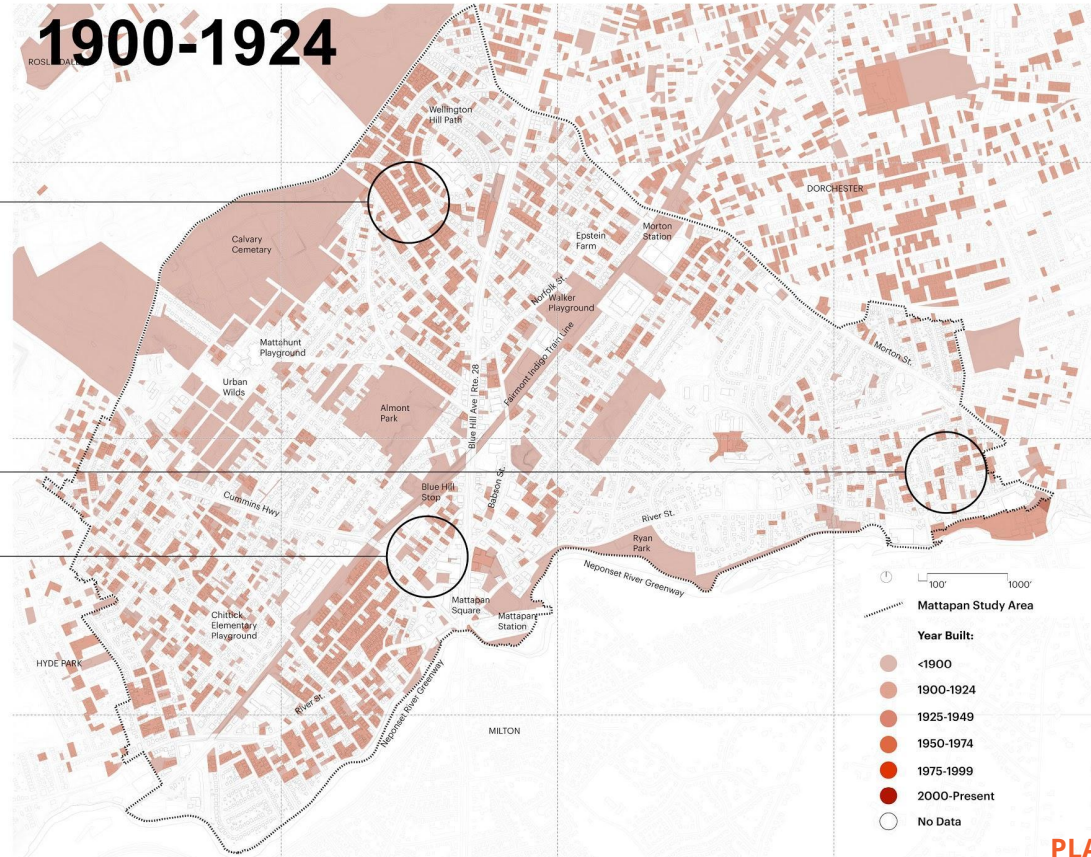 1900-1924
ROSLINDALE
Wellington
Hill Path
DORCHESTER
Calvary
Cemetary
Epstein
Farm
Morton
Station
Norfolk St.
Walker
Playground
Mattahunt
Playground
Fairmont Indigo Train Line
Morton St.
Urban
Wilds
Blue Hill Ave | Rte. 28
Almont
Park
Blue Hill
Stop
Babson St.
Cummins Hwy
River St.
Ryan
Park
Neponset River Greenway
Mattapan
Square
Mattapan
Station
Chittick
Elementary
Playground
HYDE PARK
River St.
Neponset River Greenway
MILTON
100'
1000'
Mattapan Study Area
Year Built:
<1900
1900-1924
1925-1949
1950-1974
1975-1999
2000-Present
No Data
PLA